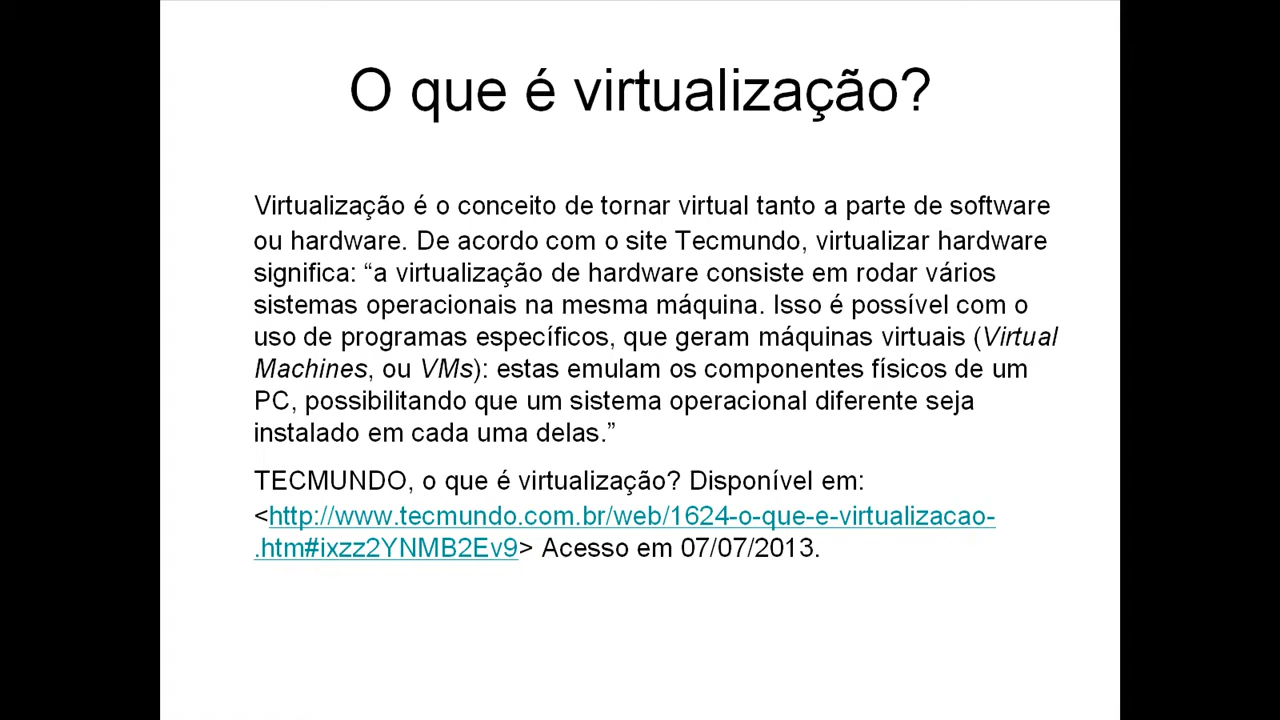 O que é virtualização?
Virtualização é o conceito de tornar virtual tanto a parte de software
ou hardware. De acordo com o site Tecmundo, virtualizar hardware
significa: “a virtualização de hardware consiste em rodar vários
sistemas operacionais na mesma máquina. Isso é possível com o
uso de programas específicos, que geram máquinas virtuais (Virtual
Machines, ou VMs): estas emulam os componentes físicos de um
PC, possibilitando que um sistema operacional diferente seja
instalado em cada uma delas.”
TECMUNDO, o que é virtualização? Disponível em:
<http://www.tecmundo.com.br/web/1624-o-que-e-virtualizacao-
.htm#ixzz2YNMB2Ev9> Acesso em 07/07/2013.